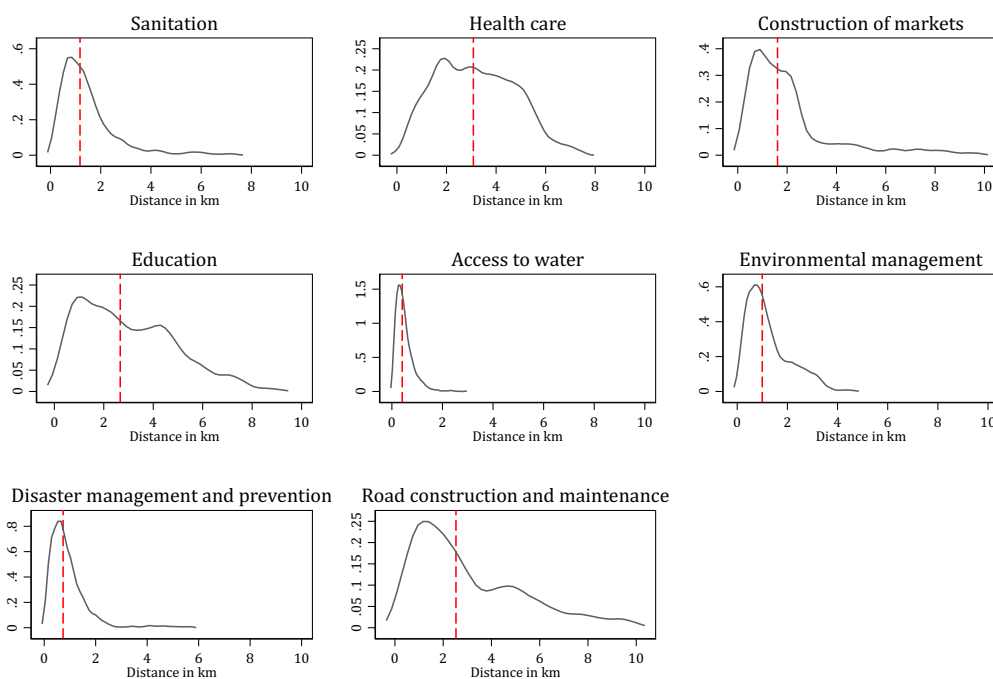 Sanitation
0 .2 .4 .6
0 2 4 6 8 10
Distance in km
Health care
0 .05 .1 .15 .2 .25
0 2 4 6 8 10
Distance in km
Construction of markets
0 .1 .2 .3 .4
0 2 4 6 8 10
Distance in km
Education
0 .05 .1 .15 .2 .25
0 2 4 6 8 10
Distance in km
Access to water
0 .5 1 1.5
0 2 4 6 8 10
Distance in km
Environmental management
0 .2 .4 .6
0 2 4 6 8 10
Distance in km
Disaster management and prevention
0 .2 .4 .6 .8
0 2 4 6 8 10
Distance in km
Road construction and maintenance
0 .05 .1 .15 .2 .25
0 2 4 6 8 10
Distance in km